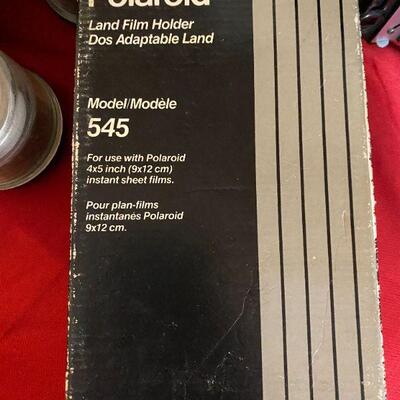 Polaroid
Land Film Holder
Dos Adaptable Land
Model/Modèle
545
For use with Polaroid
4x5 inch (9x12 cm)
instant sheet films.
Pour plan-films
instantanés Polaroid
9x12 cm.